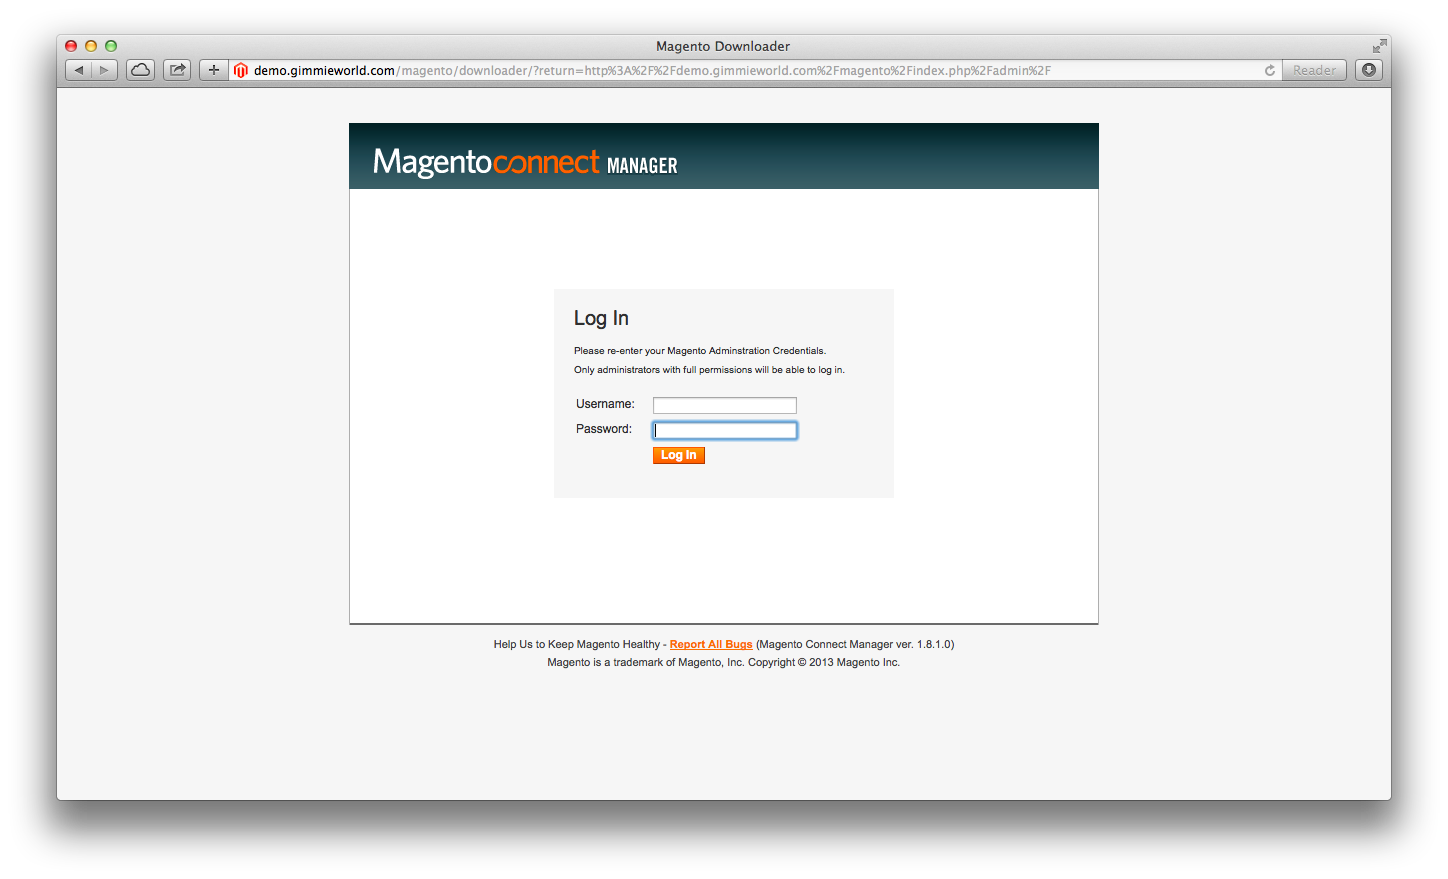 Magento Downloader
demo.gimmieworld.com/magento/downloader/?return=http%3A%2F%2Fdemo.gimmieworld.com%2Fmagento%2Findex.php%2Fadmin%2F
Reader
Magentoconnect MANAGER
Log In
Please re-enter your Magento Adminstration Credentials.
Only administrators with full permissions will be able to log in.
Username:
Password:
Log In
Help Us to Keep Magento Healthy - Report All Bugs (Magento Connect Manager ver. 1.8.1.0)
Magento is a trademark of Magento, Inc. Copyright © 2013 Magento Inc.